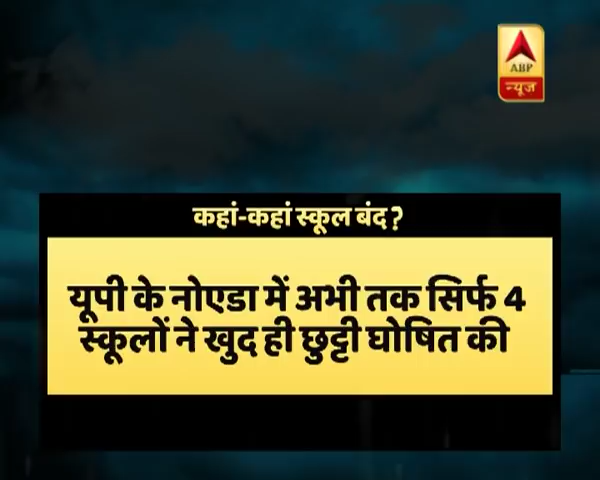 ABP
न्यूज़
कहां-कहां स्कूल बंद?
यूपी के नोएडा में अभी तक सिर्फ 4
स्कूलों ने खुद ही छुट्टी घोषित की